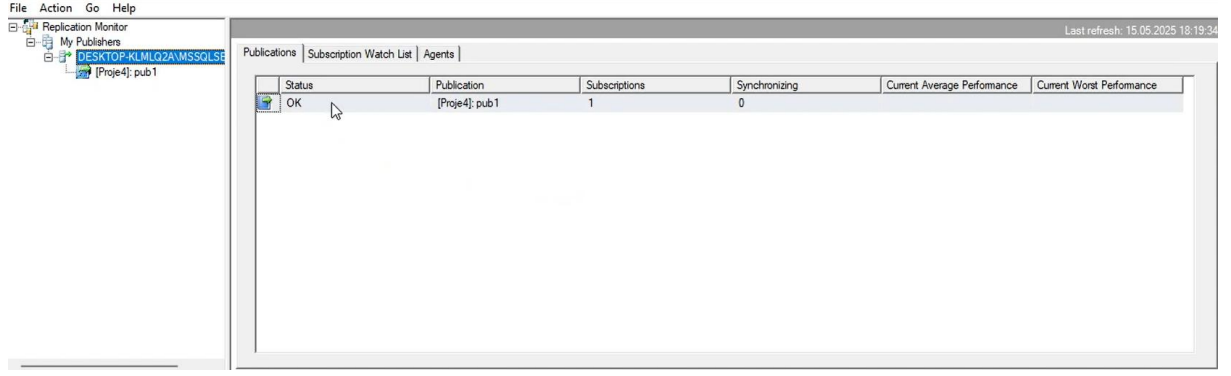 File Action Go Help
Replication Monitor
My Publishers
DESKTOP-KLMLQ2A\MSSQLSE
[Proje4]: pub1
Last refresh: 15.05.2025 18:19:34
Publications Subscription Watch List Agents
Status Publication Subscriptions Synchronizing Current Average Performance Current Worst Performance
OK [Proje4]: pub1 1 0